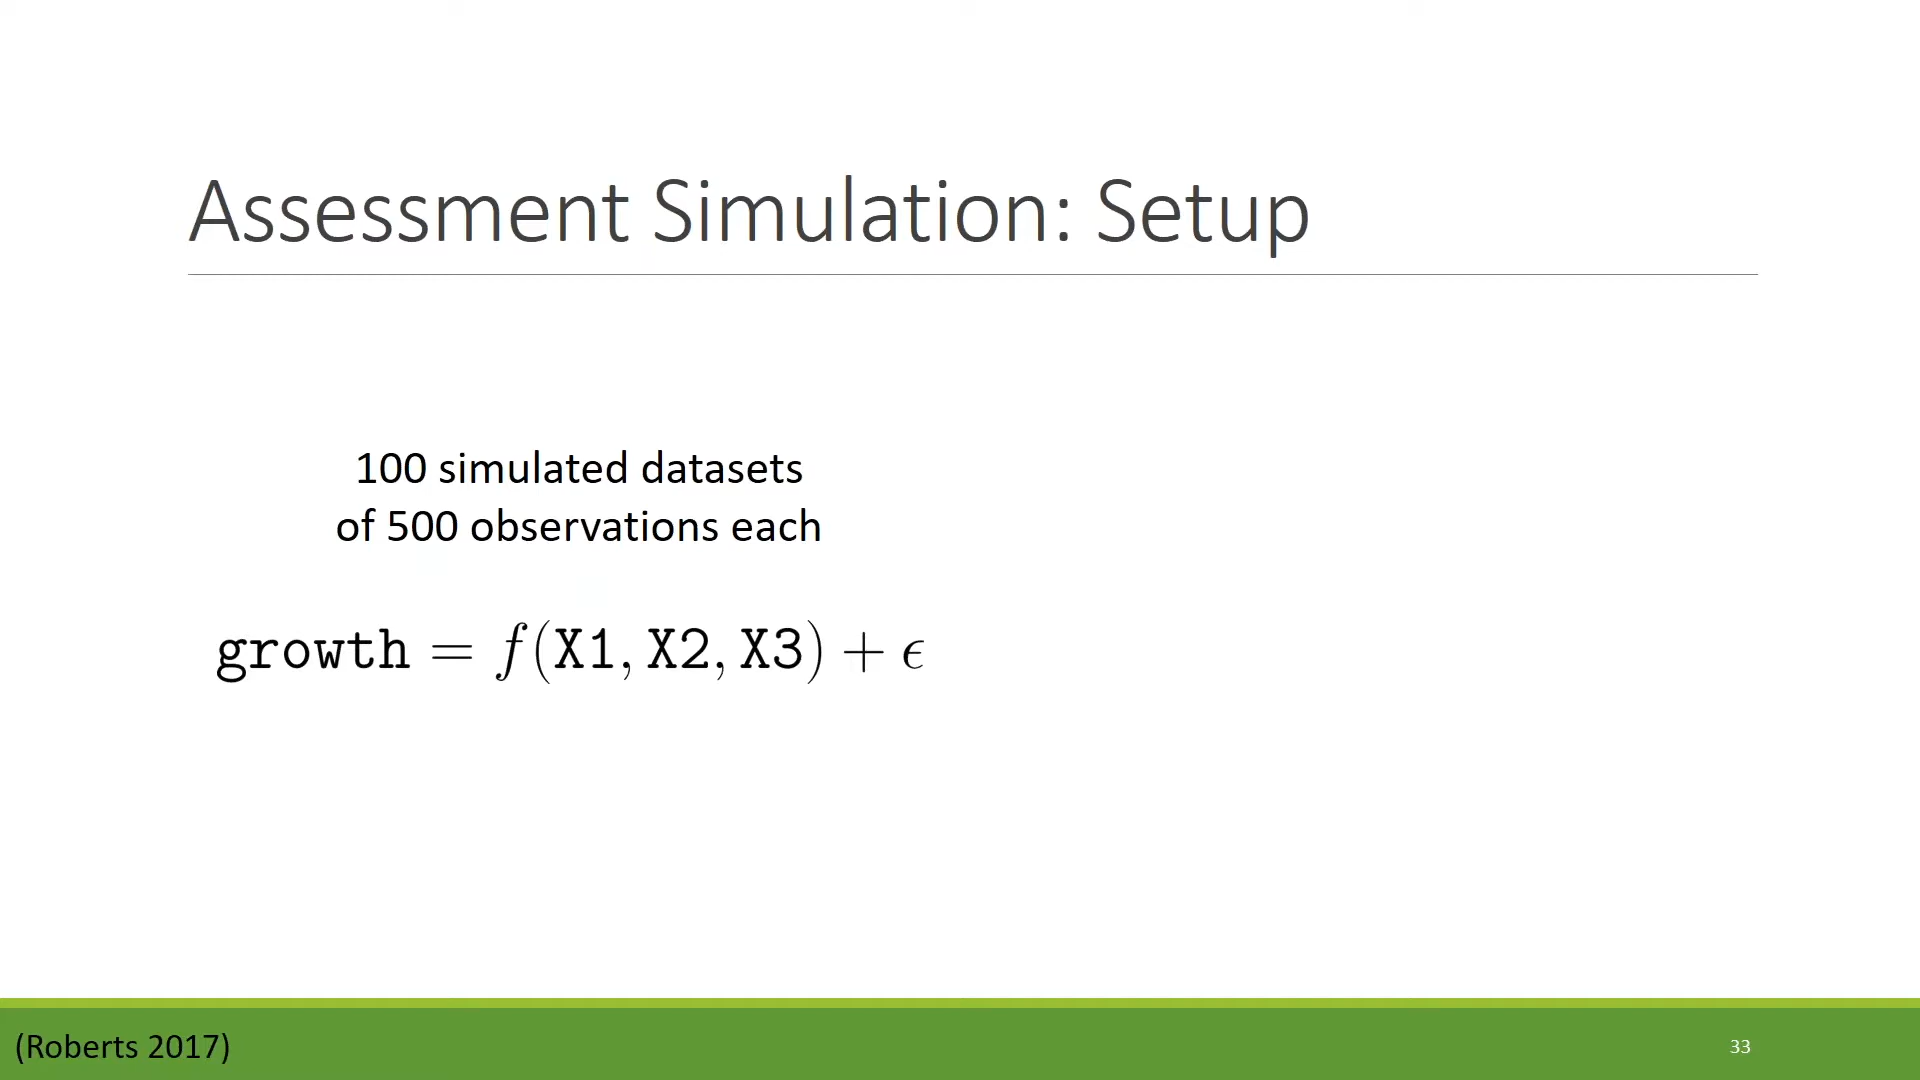 Assessment Simulation: Setup
100 simulated datasets
of 500 observations each
growth = f(X1, X2, X3) + ϵ
(Roberts 2017)
33